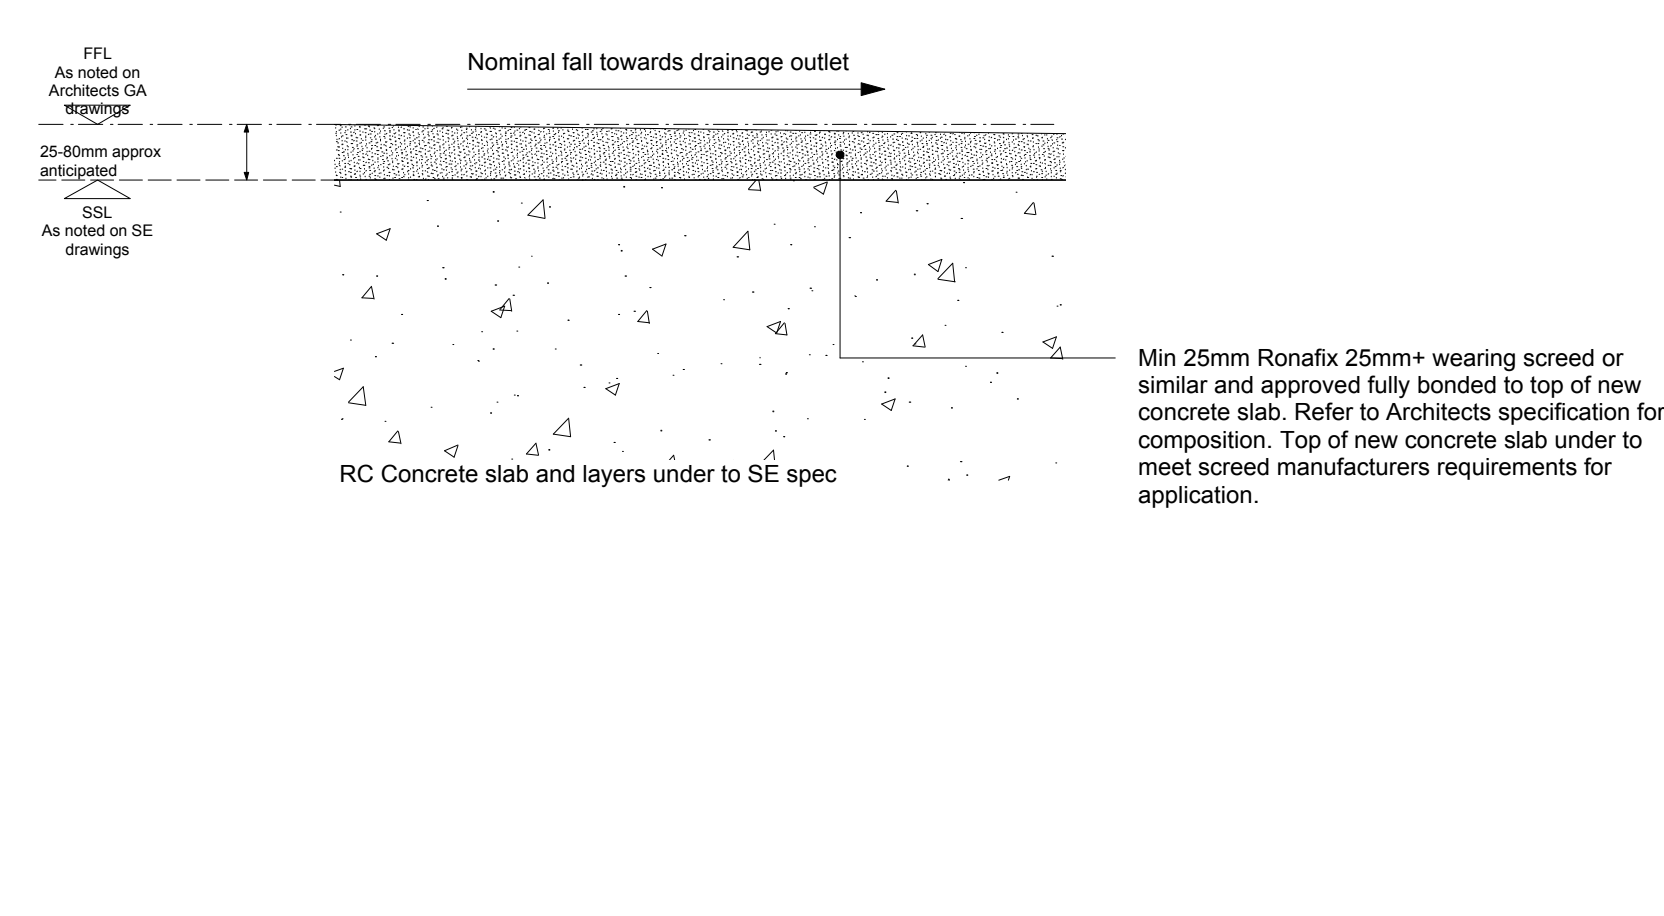 FFL
As noted on
Architects GA
drawings
Nominal fall towards drainage outlet
25-80mm approx
anticipated
SSL
As noted on SE
drawings
Min 25mm Ronafix 25mm+ wearing screed or
similar and approved fully bonded to top of new
concrete slab. Refer to Architects specification for
composition. Top of new concrete slab under to
meet screed manufacturers requirements for
application.
RC Concrete slab and layers under to SE spec